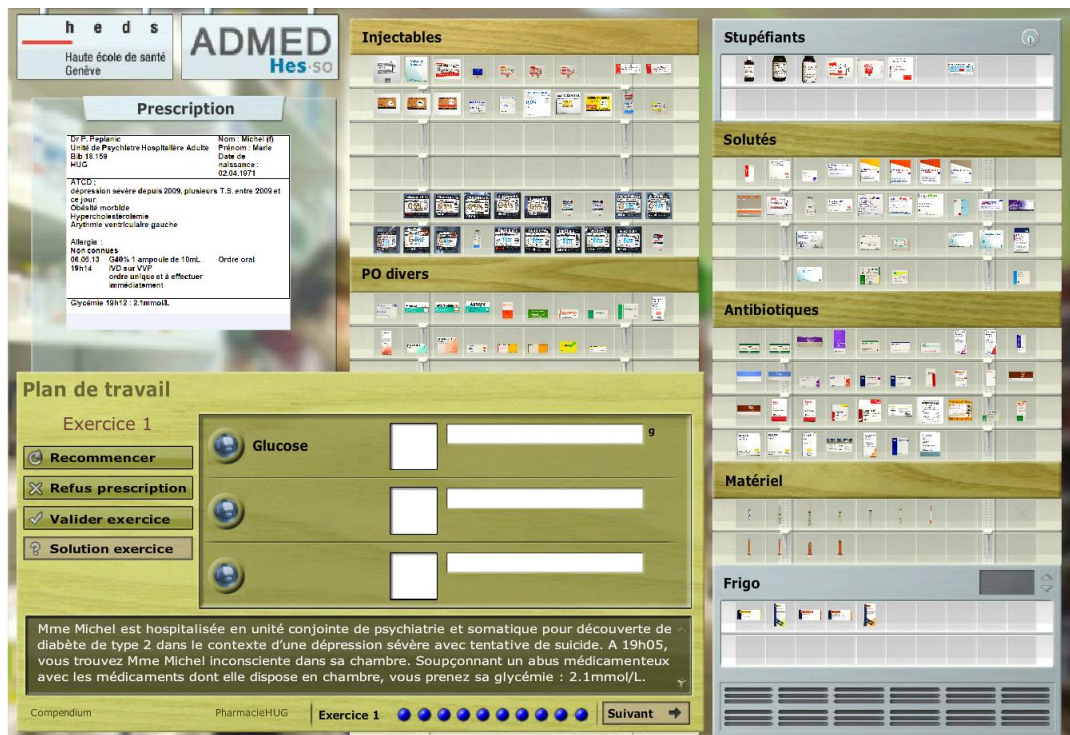 h e d s
Haute école de santé
Genève
ADMED
Hes·so
Prescription
Dr P. Peplanic
Unité de Psychiatrie Hospitalière Adulte
Bib 18.159
HUG
Nom : Michel (f)
Prénom : Marie
Date de
naissance :
02.04.1971
ATCD :
dépression sévère depuis 2009, plusieurs T.S. entre 2009 et
ce jour.
Obésité morbide
Hypercholesterolemie
Arythmie ventriculaire gauche
Allergie :
Non connues
06.06.13 G40% 1 ampoule de 10mL Ordre oral
19h14 IVD sur VVP
ordre unique et à effectuer
immédiatement
Glycémie 19h12 : 2.1mmol/L
Injectables
PO divers
Stupéfiants
Solutés
Antibiotiques
Matériel
Frigo
Plan de travail
Exercice 1
Recommencer
Refus prescription
Valider exercice
Solution exercice
Glucose
g
Mme Michel est hospitalisée en unité conjointe de psychiatrie et somatique pour découverte de
diabète de type 2 dans le contexte d'une dépression sévère avec tentative de suicide. A 19h05,
vous trouvez Mme Michel inconsciente dans sa chambre. Soupçonnant un abus médicamenteux
avec les médicaments dont elle dispose en chambre, vous prenez sa glycémie : 2.1mmol/L.
Compendium
PharmacieHUG
Exercice 1
Suivant